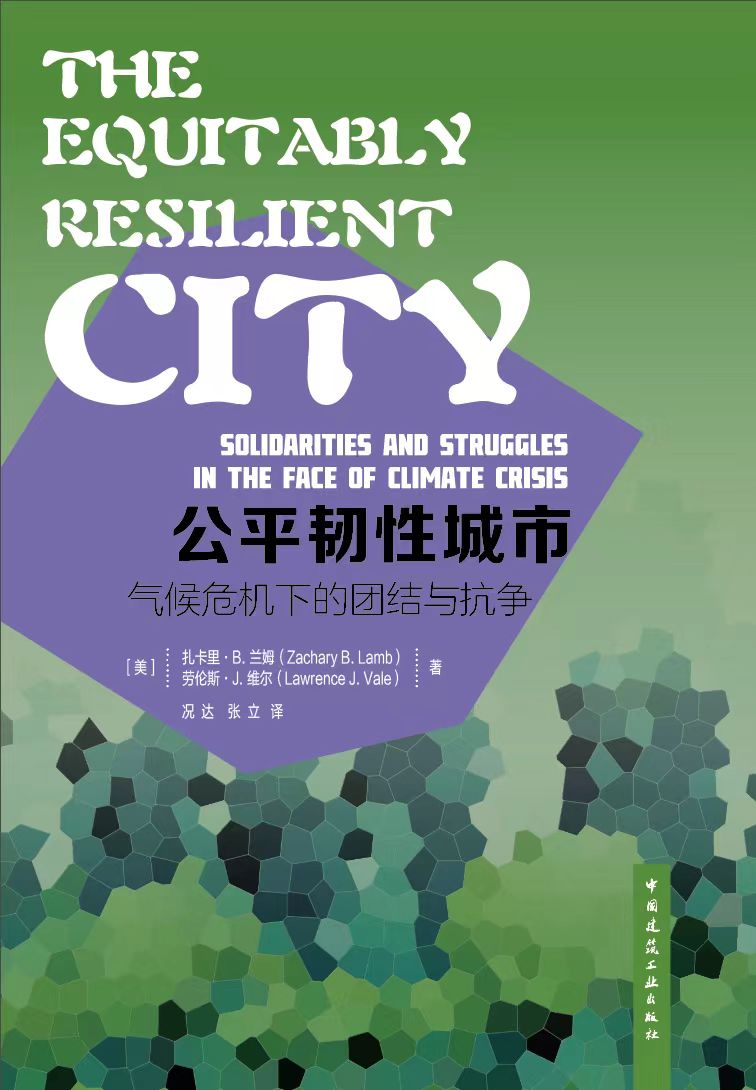 THE
EQUITABLY
RESILIENT
CITY
SOLIDARITIES AND STRUGGLES
IN THE FACE OF CLIMATE CRISIS
公平韧性城市
气候危机下的团结与抗争
[美] 扎卡里·B. 兰姆（Zachary B. Lamb）
劳伦斯·J. 维尔（Lawrence J. Vale） 著
况达 张立 译
中国建筑工业出版社